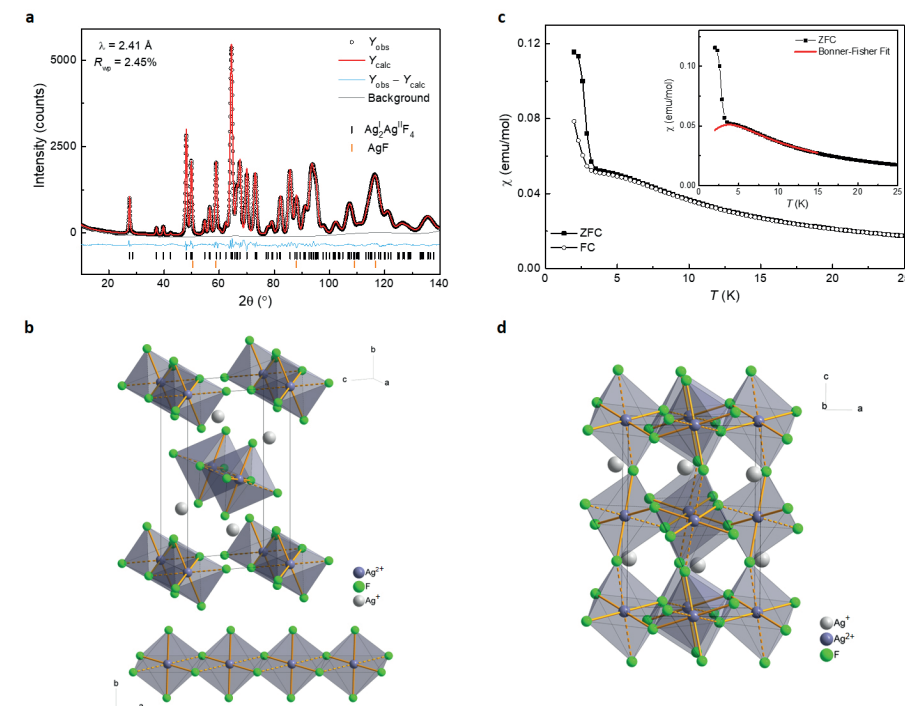 a
λ = 2.41 Å
R_wp = 2.45%
Y_obs
Y_calc
Y_obs − Y_calc
Background
Ag₂ᴵAgᴵᴵF₄
AgF
Intensity (counts)
5000
2500
0
20 40 60 80 100 120 140
2θ (°)
c
χ (emu/mol)
0.12
0.08
0.04
0.00
0 5 10 15 20 25
T (K)
ZFC
FC
ZFC
Bonner-Fisher Fit
χ (emu/mol)
0.10
0.05
0.00
0 5 10 15 20 25
T (K)
b
b
c
a
Ag²⁺
F
Ag⁺
b
a
d
c
b
a
Ag⁺
Ag²⁺
F